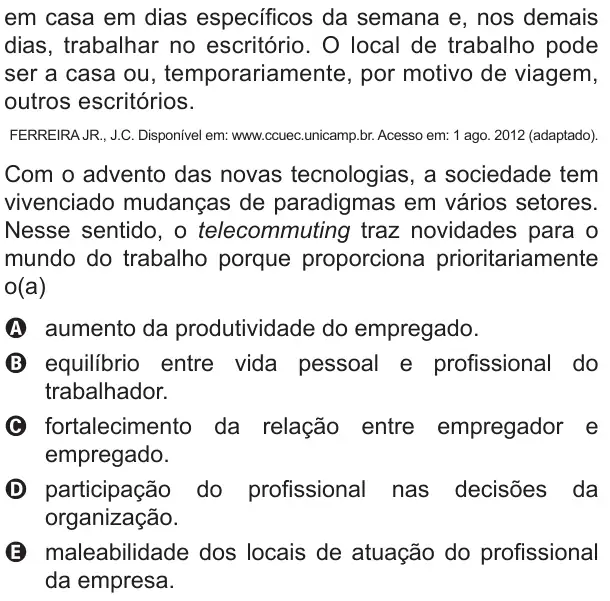 em casa em dias específicos da semana e, nos demais
dias, trabalhar no escritório. O local de trabalho pode
ser a casa ou, temporariamente, por motivo de viagem,
outros escritórios.
FERREIRA JR., J.C. Disponível em: www.ccuec.unicamp.br. Acesso em: 1 ago. 2012 (adaptado).
Com o advento das novas tecnologias, a sociedade tem
vivenciado mudanças de paradigmas em vários setores.
Nesse sentido, o telecommuting traz novidades para o
mundo do trabalho porque proporciona prioritariamente
o(a)
A aumento da produtividade do empregado.
B equilíbrio entre vida pessoal e profissional do
trabalhador.
C fortalecimento da relação entre empregador e
empregado.
D participação do profissional nas decisões da
organização.
E maleabilidade dos locais de atuação do profissional
da empresa.